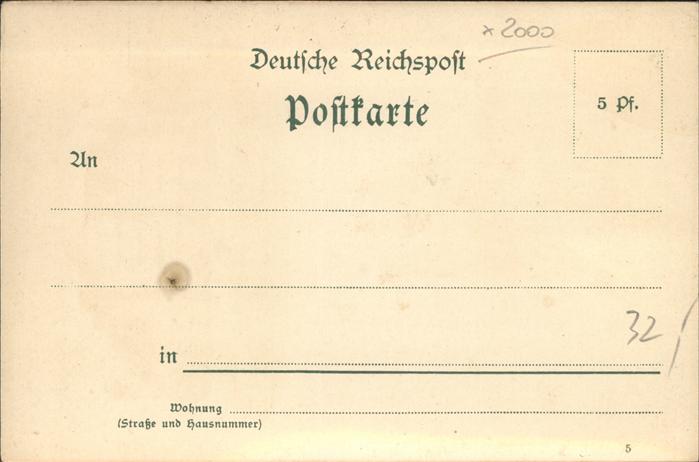 x 2000
Deutsche Reichspost
Postkarte
5 Pf.
An
32
in
Wohnung
(Straße und Hausnummer)
5